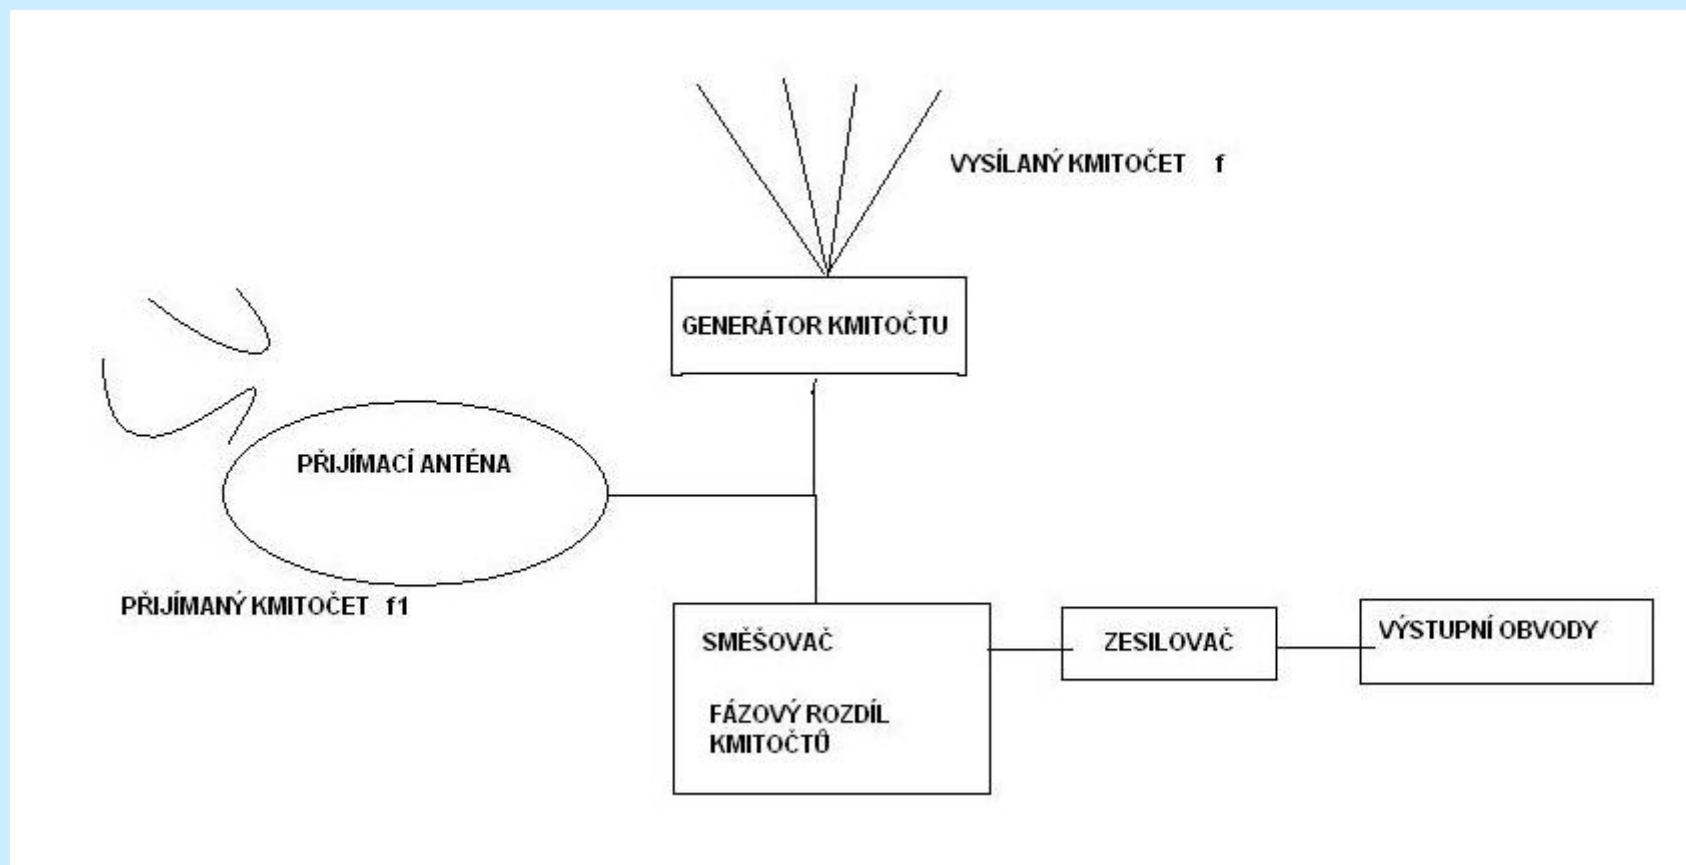 VYSÍLANÝ KMITOČET f
GENERÁTOR KMITOČTU
PŘIJÍMACÍ ANTÉNA
PŘIJÍMANÝ KMITOČET f1
SMĚŠOVAČ
FÁZOVÝ ROZDÍL
KMITOČTŮ
ZESILOVAČ
VÝSTUPNÍ OBVODY